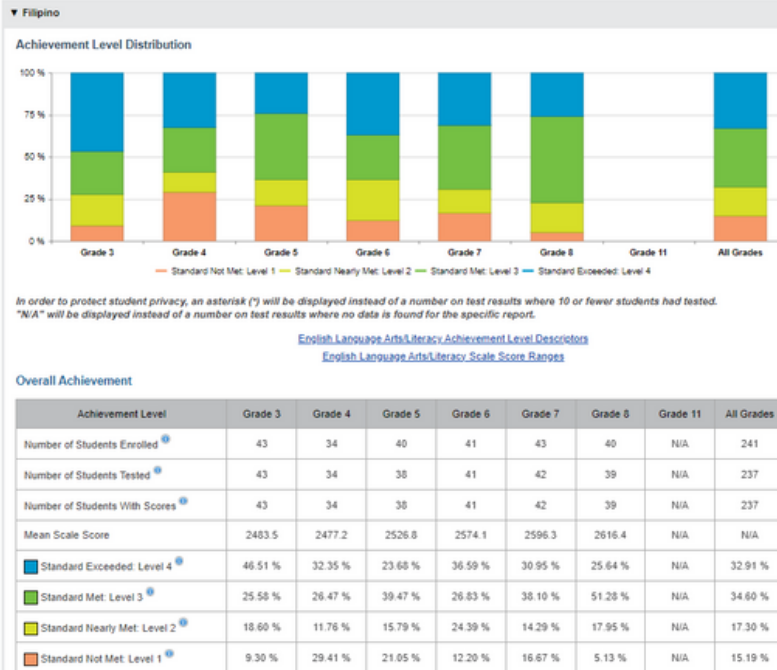 ▼ Filipino
Achievement Level Distribution
100 %
75 %
50 %
25 %
0 %
Grade 3 Grade 4 Grade 5 Grade 6 Grade 7 Grade 8 Grade 11 All Grades
Standard Not Met: Level 1 Standard Nearly Met: Level 2 Standard Met: Level 3 Standard Exceeded: Level 4
In order to protect student privacy, an asterisk (*) will be displayed instead of a number on test results where 10 or fewer students had tested.
"N/A" will be displayed instead of a number on test results where no data is found for the specific report.
English Language Arts/Literacy Achievement Level Descriptors
English Language Arts/Literacy Scale Score Ranges
Overall Achievement
Achievement Level Grade 3 Grade 4 Grade 5 Grade 6 Grade 7 Grade 8 Grade 11 All Grades
Number of Students Enrolled 43 34 40 41 43 40 N/A 241
Number of Students Tested 43 34 38 41 42 39 N/A 237
Number of Students With Scores 43 34 38 41 42 39 N/A 237
Mean Scale Score 2483.5 2477.2 2526.8 2574.1 2596.3 2616.4 N/A N/A
Standard Exceeded: Level 4 46.51 % 32.35 % 23.68 % 36.59 % 30.95 % 25.64 % N/A 32.91 %
Standard Met: Level 3 25.58 % 26.47 % 39.47 % 26.83 % 38.10 % 51.28 % N/A 34.60 %
Standard Nearly Met: Level 2 18.60 % 11.76 % 15.79 % 24.39 % 14.29 % 17.95 % N/A 17.30 %
Standard Not Met: Level 1 9.30 % 29.41 % 21.05 % 12.20 % 16.67 % 5.13 % N/A 15.19 %